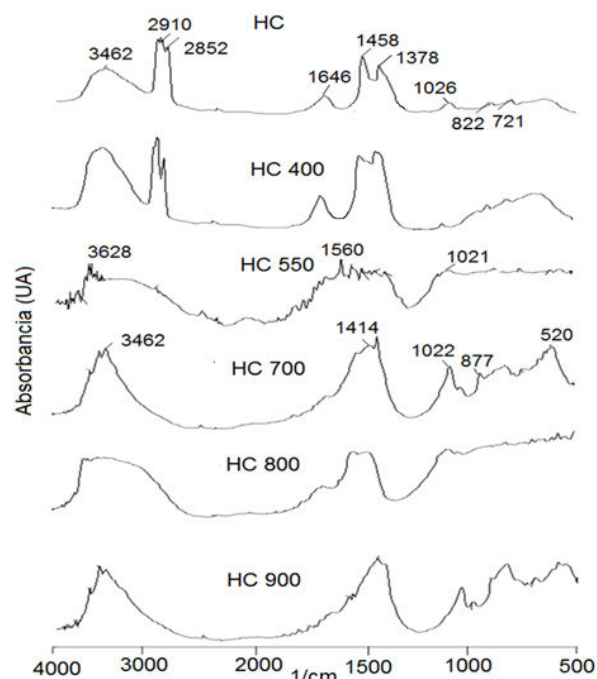 HC
3462
2910
2852
1646
1458
1378
1026
822
721
HC 400
3628
HC 550
1560
1021
3462
HC 700
1414
1022
877
520
HC 800
HC 900
Absorbancia (UA)
4000 3000 2000 1500 1000 500
1/cm